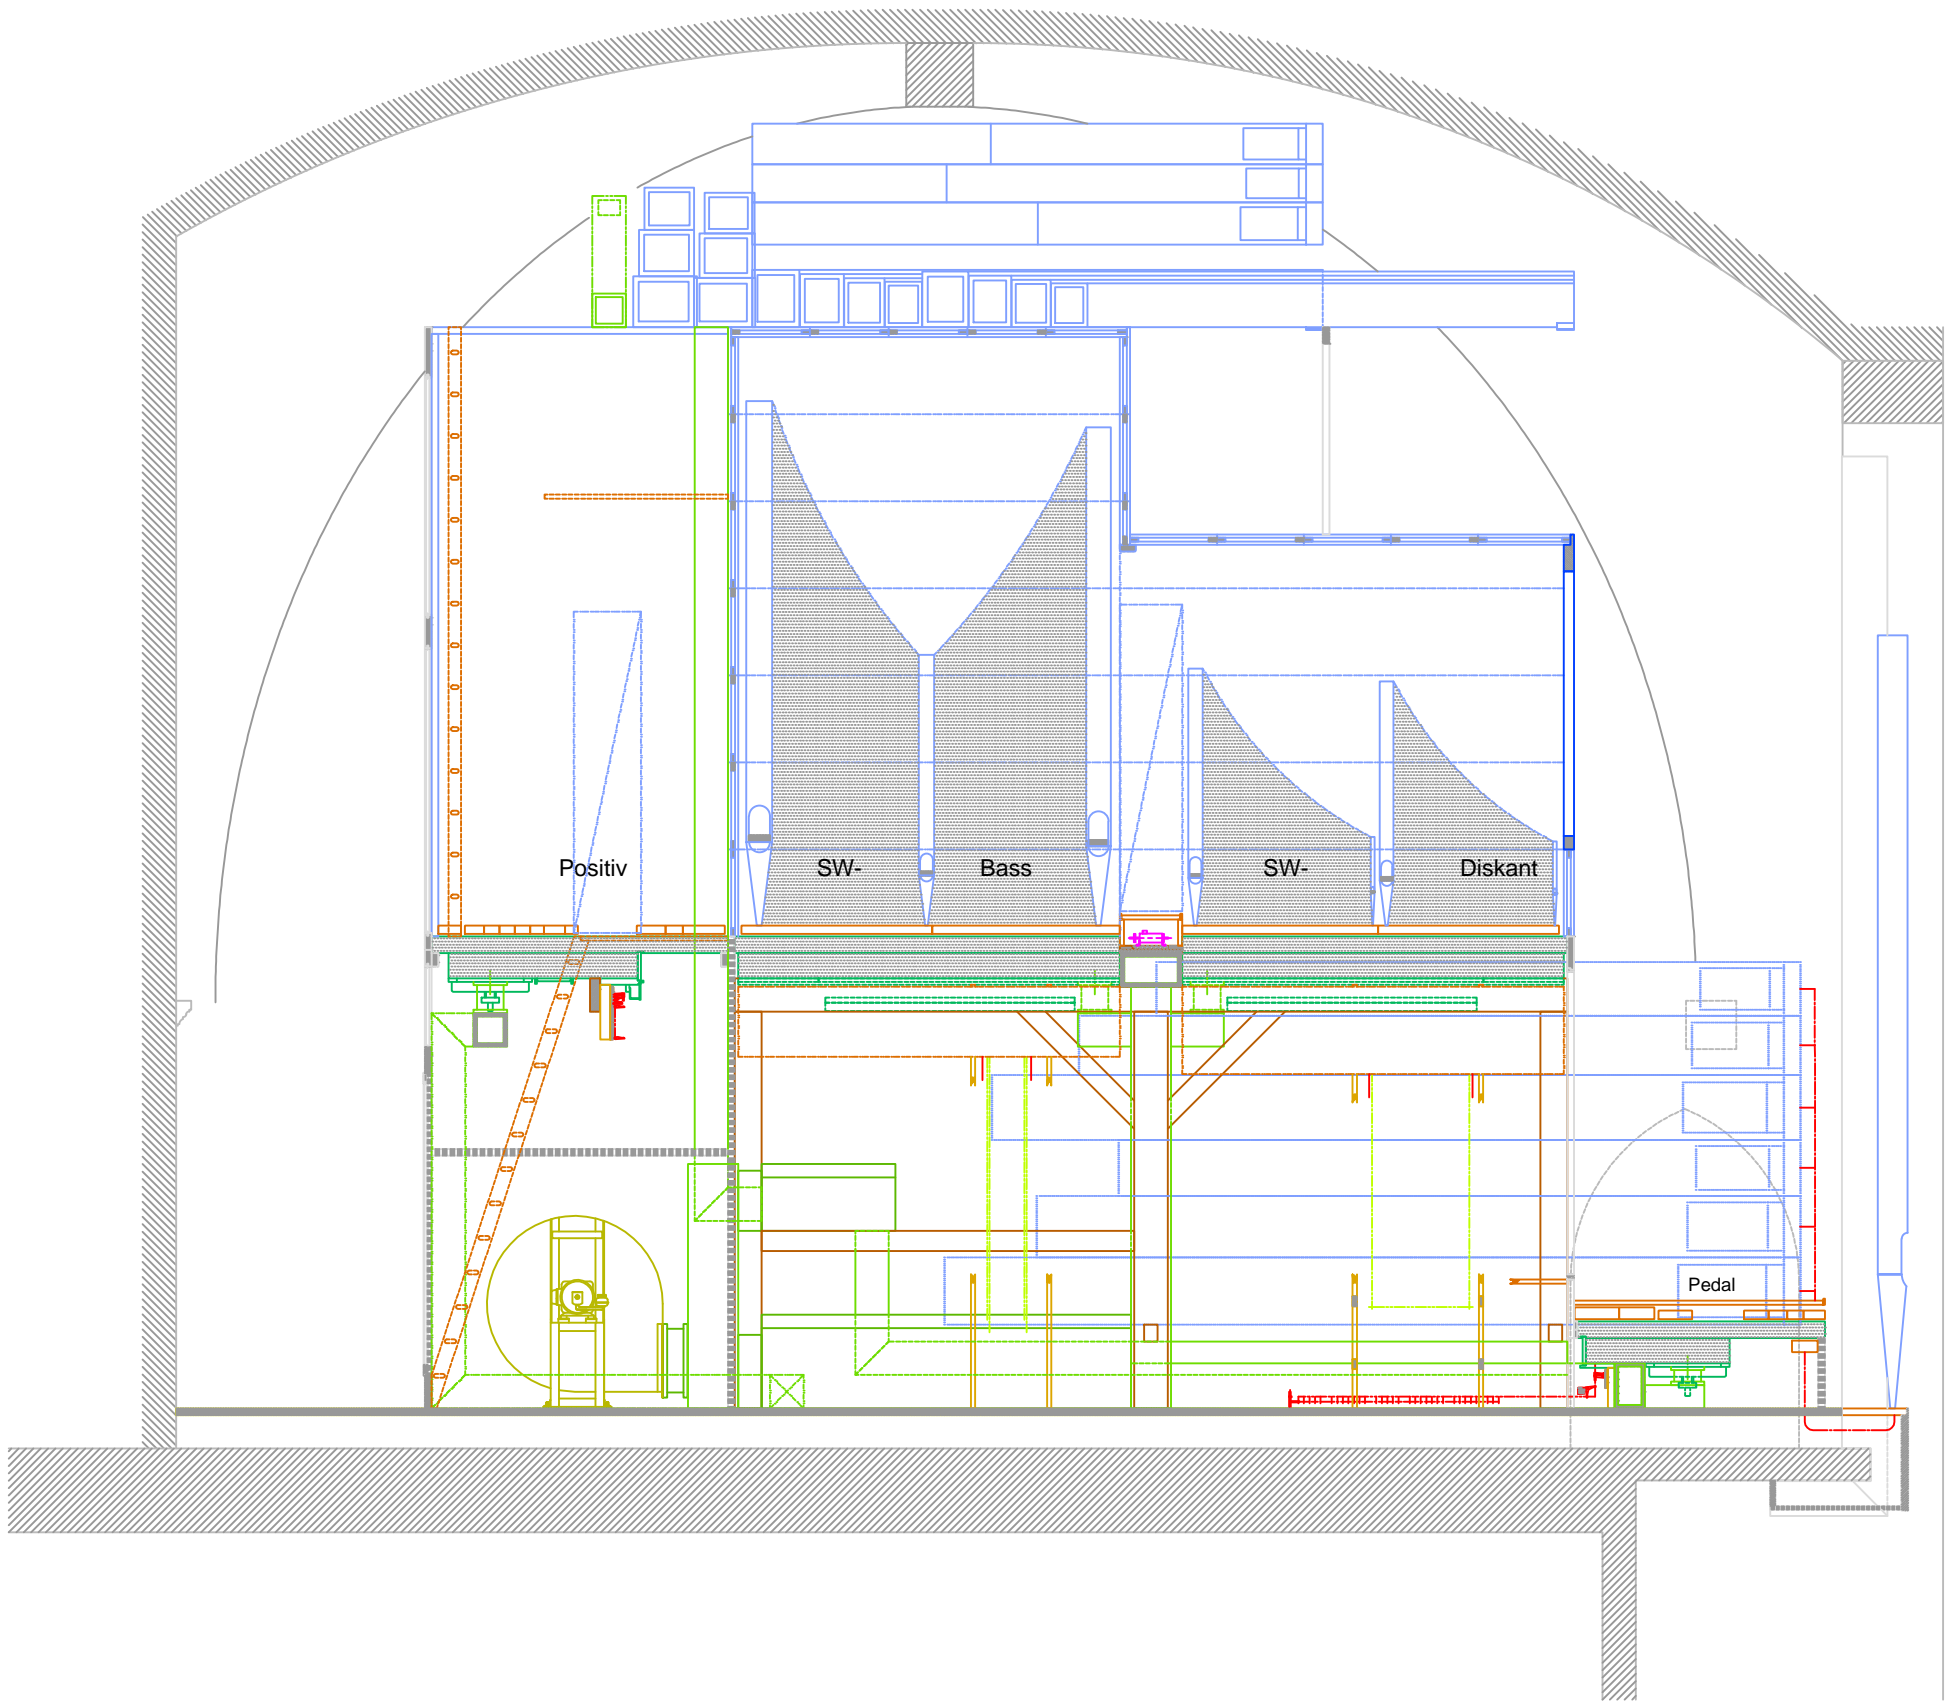 Positiv
SW-
Bass
SW-
Diskant
Pedal